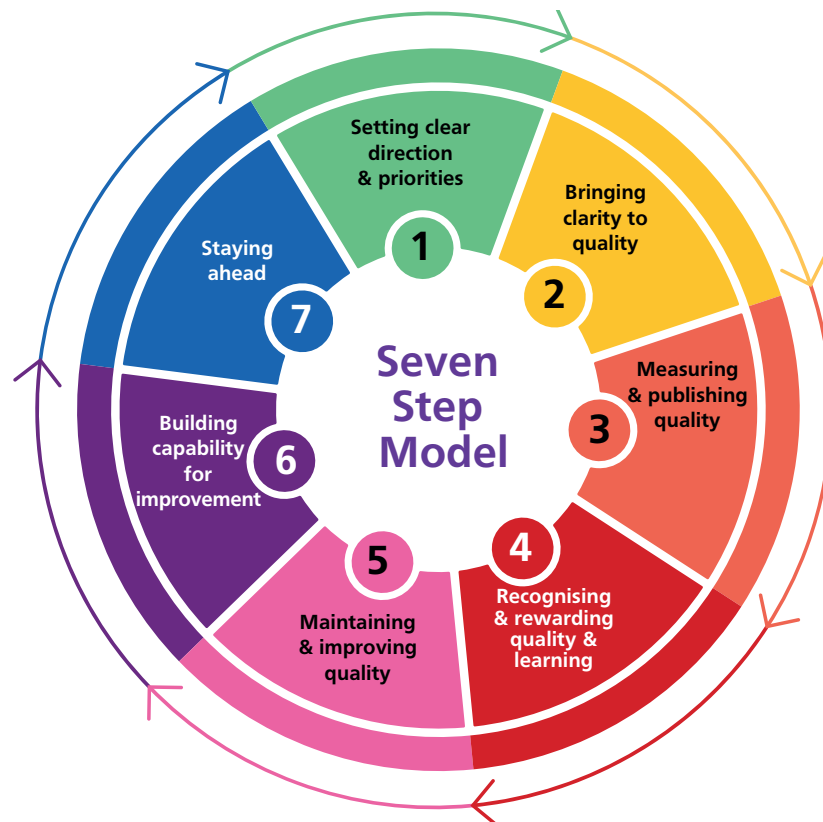 Setting clear
direction
& priorities
1
Bringing
clarity to
quality
2
Measuring
& publishing
quality
3
4
Recognising
& rewarding
quality &
learning
5
Maintaining
& improving
quality
Building
capability
for
improvement
6
Staying
ahead
7
Seven
Step
Model